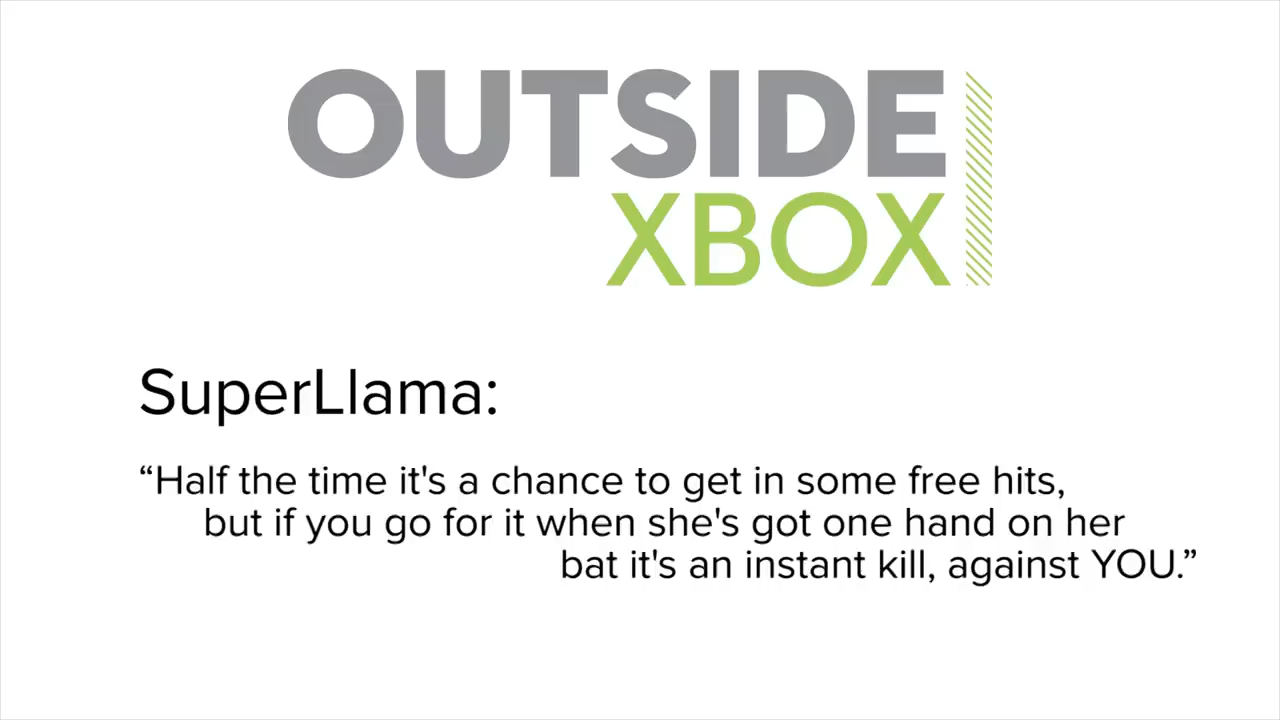 OUTSIDE
XBOX
SuperLlama:
“Half the time it's a chance to get in some free hits,
but if you go for it when she's got one hand on her
bat it's an instant kill, against YOU.”